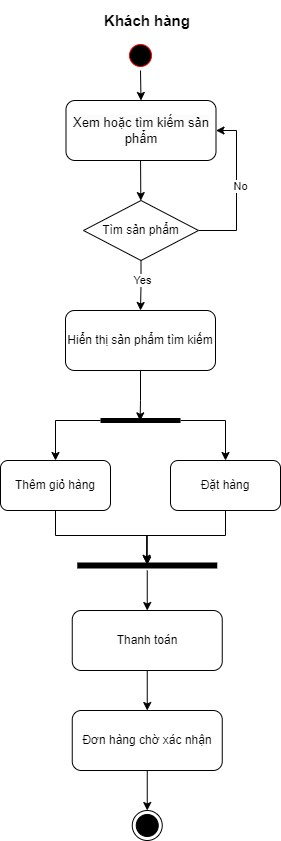 Khách hàng
Xem hoặc tìm kiếm sản
phẩm
No
Tìm sản phẩm
Yes
Hiển thị sản phẩm tìm kiếm
Thêm giỏ hàng
Đặt hàng
Thanh toán
Đơn hàng chờ xác nhận